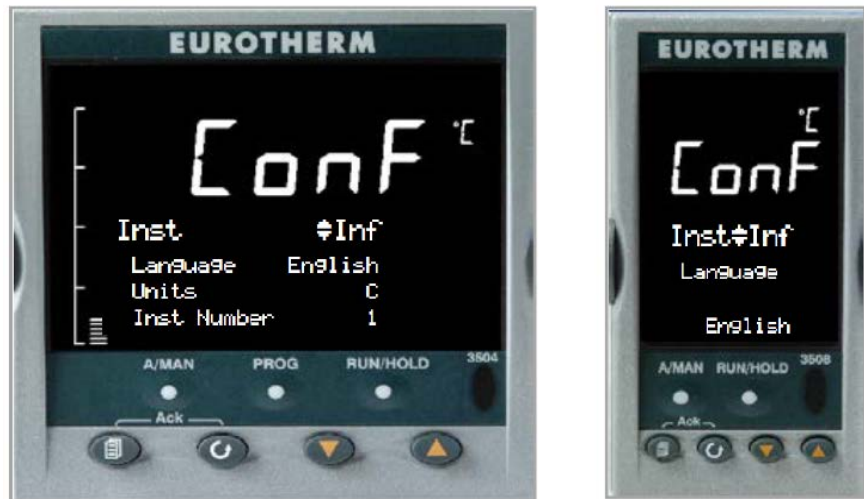 EUROTHERM
°C
ConF
Inst Inf
Language English
Units C
Inst Number 1
A/MAN PROG RUN/HOLD 3504
Ack
EUROTHERM
°C
ConF
Inst Inf
Language
English
A/MAN RUN/HOLD 3508
Ack